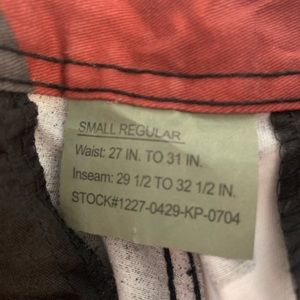 SMALL REGULAR
Waist: 27 IN. TO 31 IN.
Inseam: 29 1/2 TO 32 1/2 IN.
STOCK#1227-0429-KP-0704